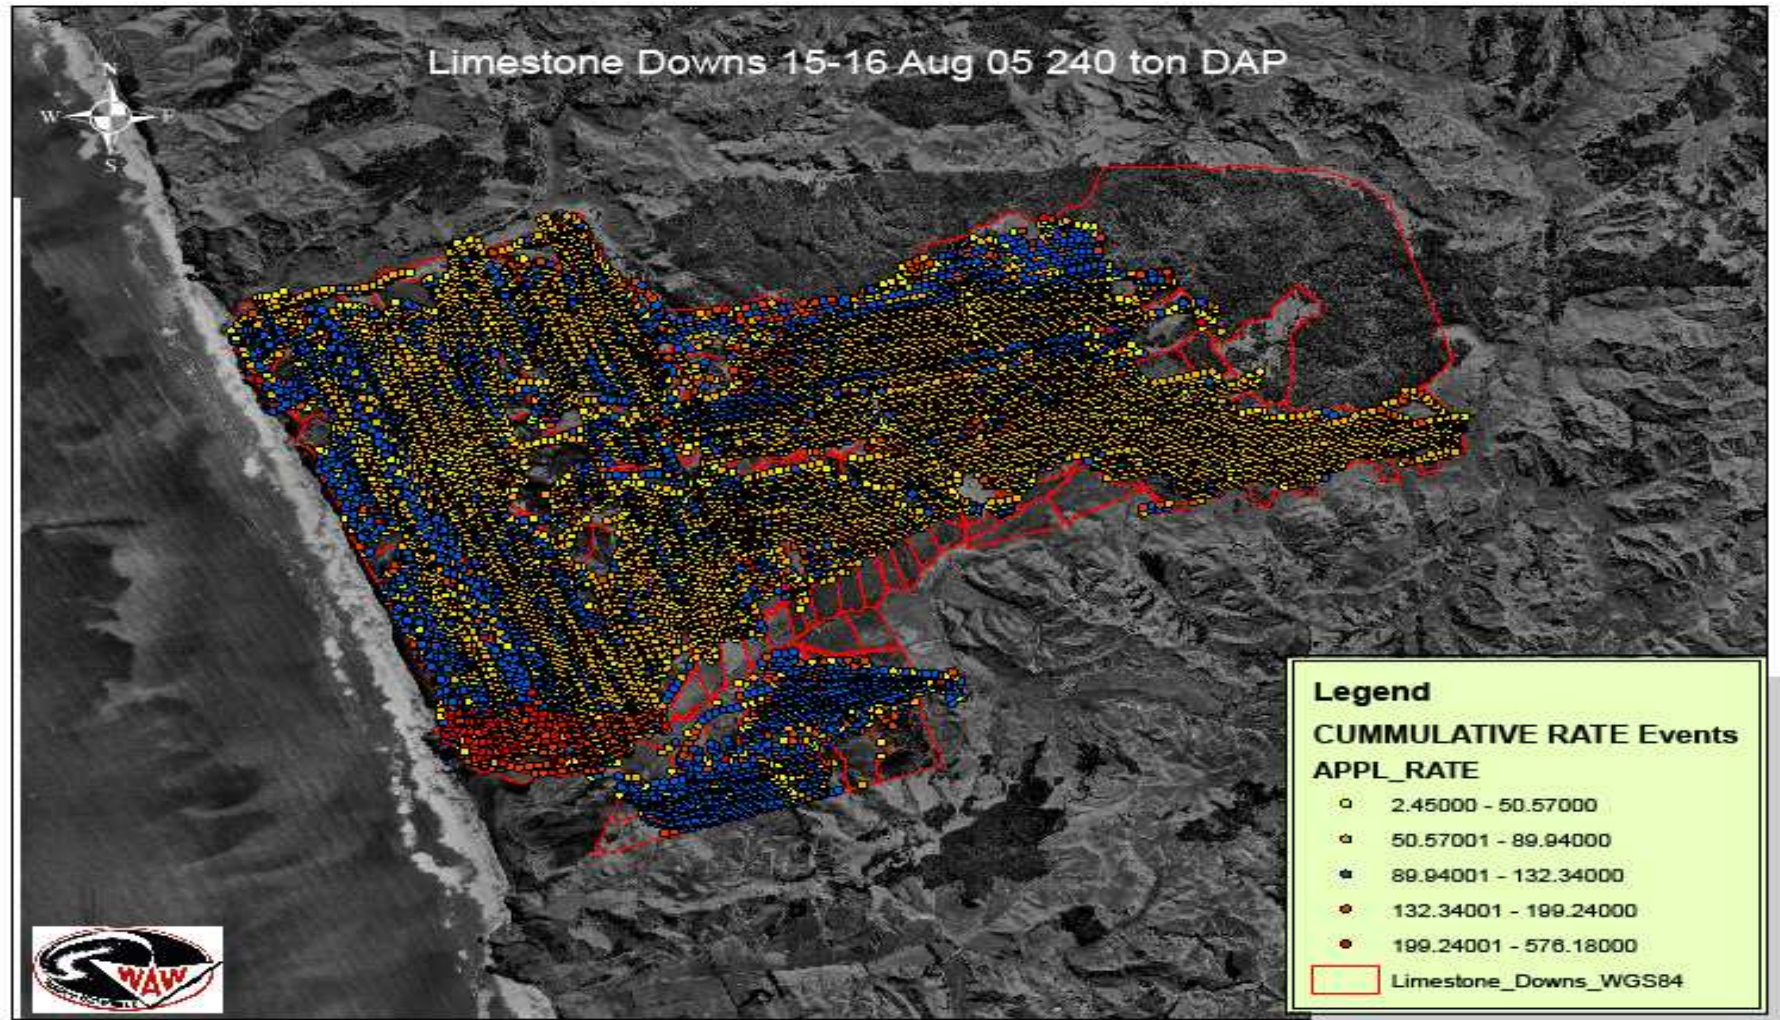 Limestone Downs 15-16 Aug 05 240 ton DAP
N
W
E
S
Legend
CUMMULATIVE RATE Events
APPL_RATE
2.45000 - 50.57000
50.57001 - 89.94000
89.94001 - 132.34000
132.34001 - 199.24000
199.24001 - 576.18000
Limestone_Downs_WGS84
WAW